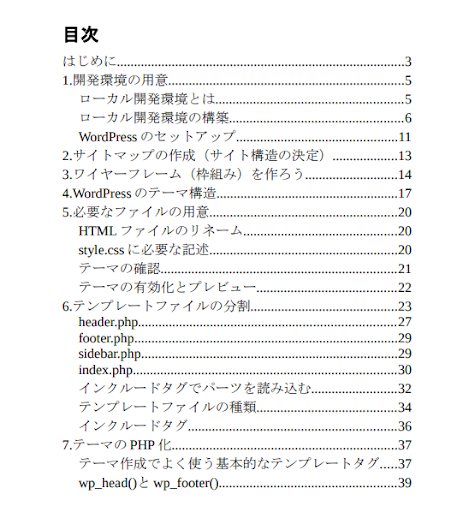 目次
はじめに........................................................................................3
1.開発環境の用意........................................................................5
ローカル開発環境とは..........................................................5
ローカル開発環境の構築......................................................6
WordPress のセットアップ.................................................11
2.サイトマップの作成（サイト構造の決定）....................13
3.ワイヤーフレーム（枠組み）を作ろう............................14
4.WordPress のテーマ構造.......................................................17
5.必要なファイルの用意..........................................................20
HTML ファイルのリネーム...............................................20
style.css に必要な記述..........................................................20
テーマの確認........................................................................21
テーマの有効化とプレビュー...........................................22
6.テンプレートファイルの分割.............................................23
header.php...............................................................................27
footer.php................................................................................29
sidebar.php..............................................................................29
index.php.................................................................................30
インクルードタグでパーツを読み込む..........................32
テンプレートファイルの種類...........................................34
インクルードタグ................................................................36
7.テーマの PHP 化.....................................................................37
テーマ作成でよく使う基本的なテンプレートタグ.....37
wp_head()と wp_footer().......................................................39